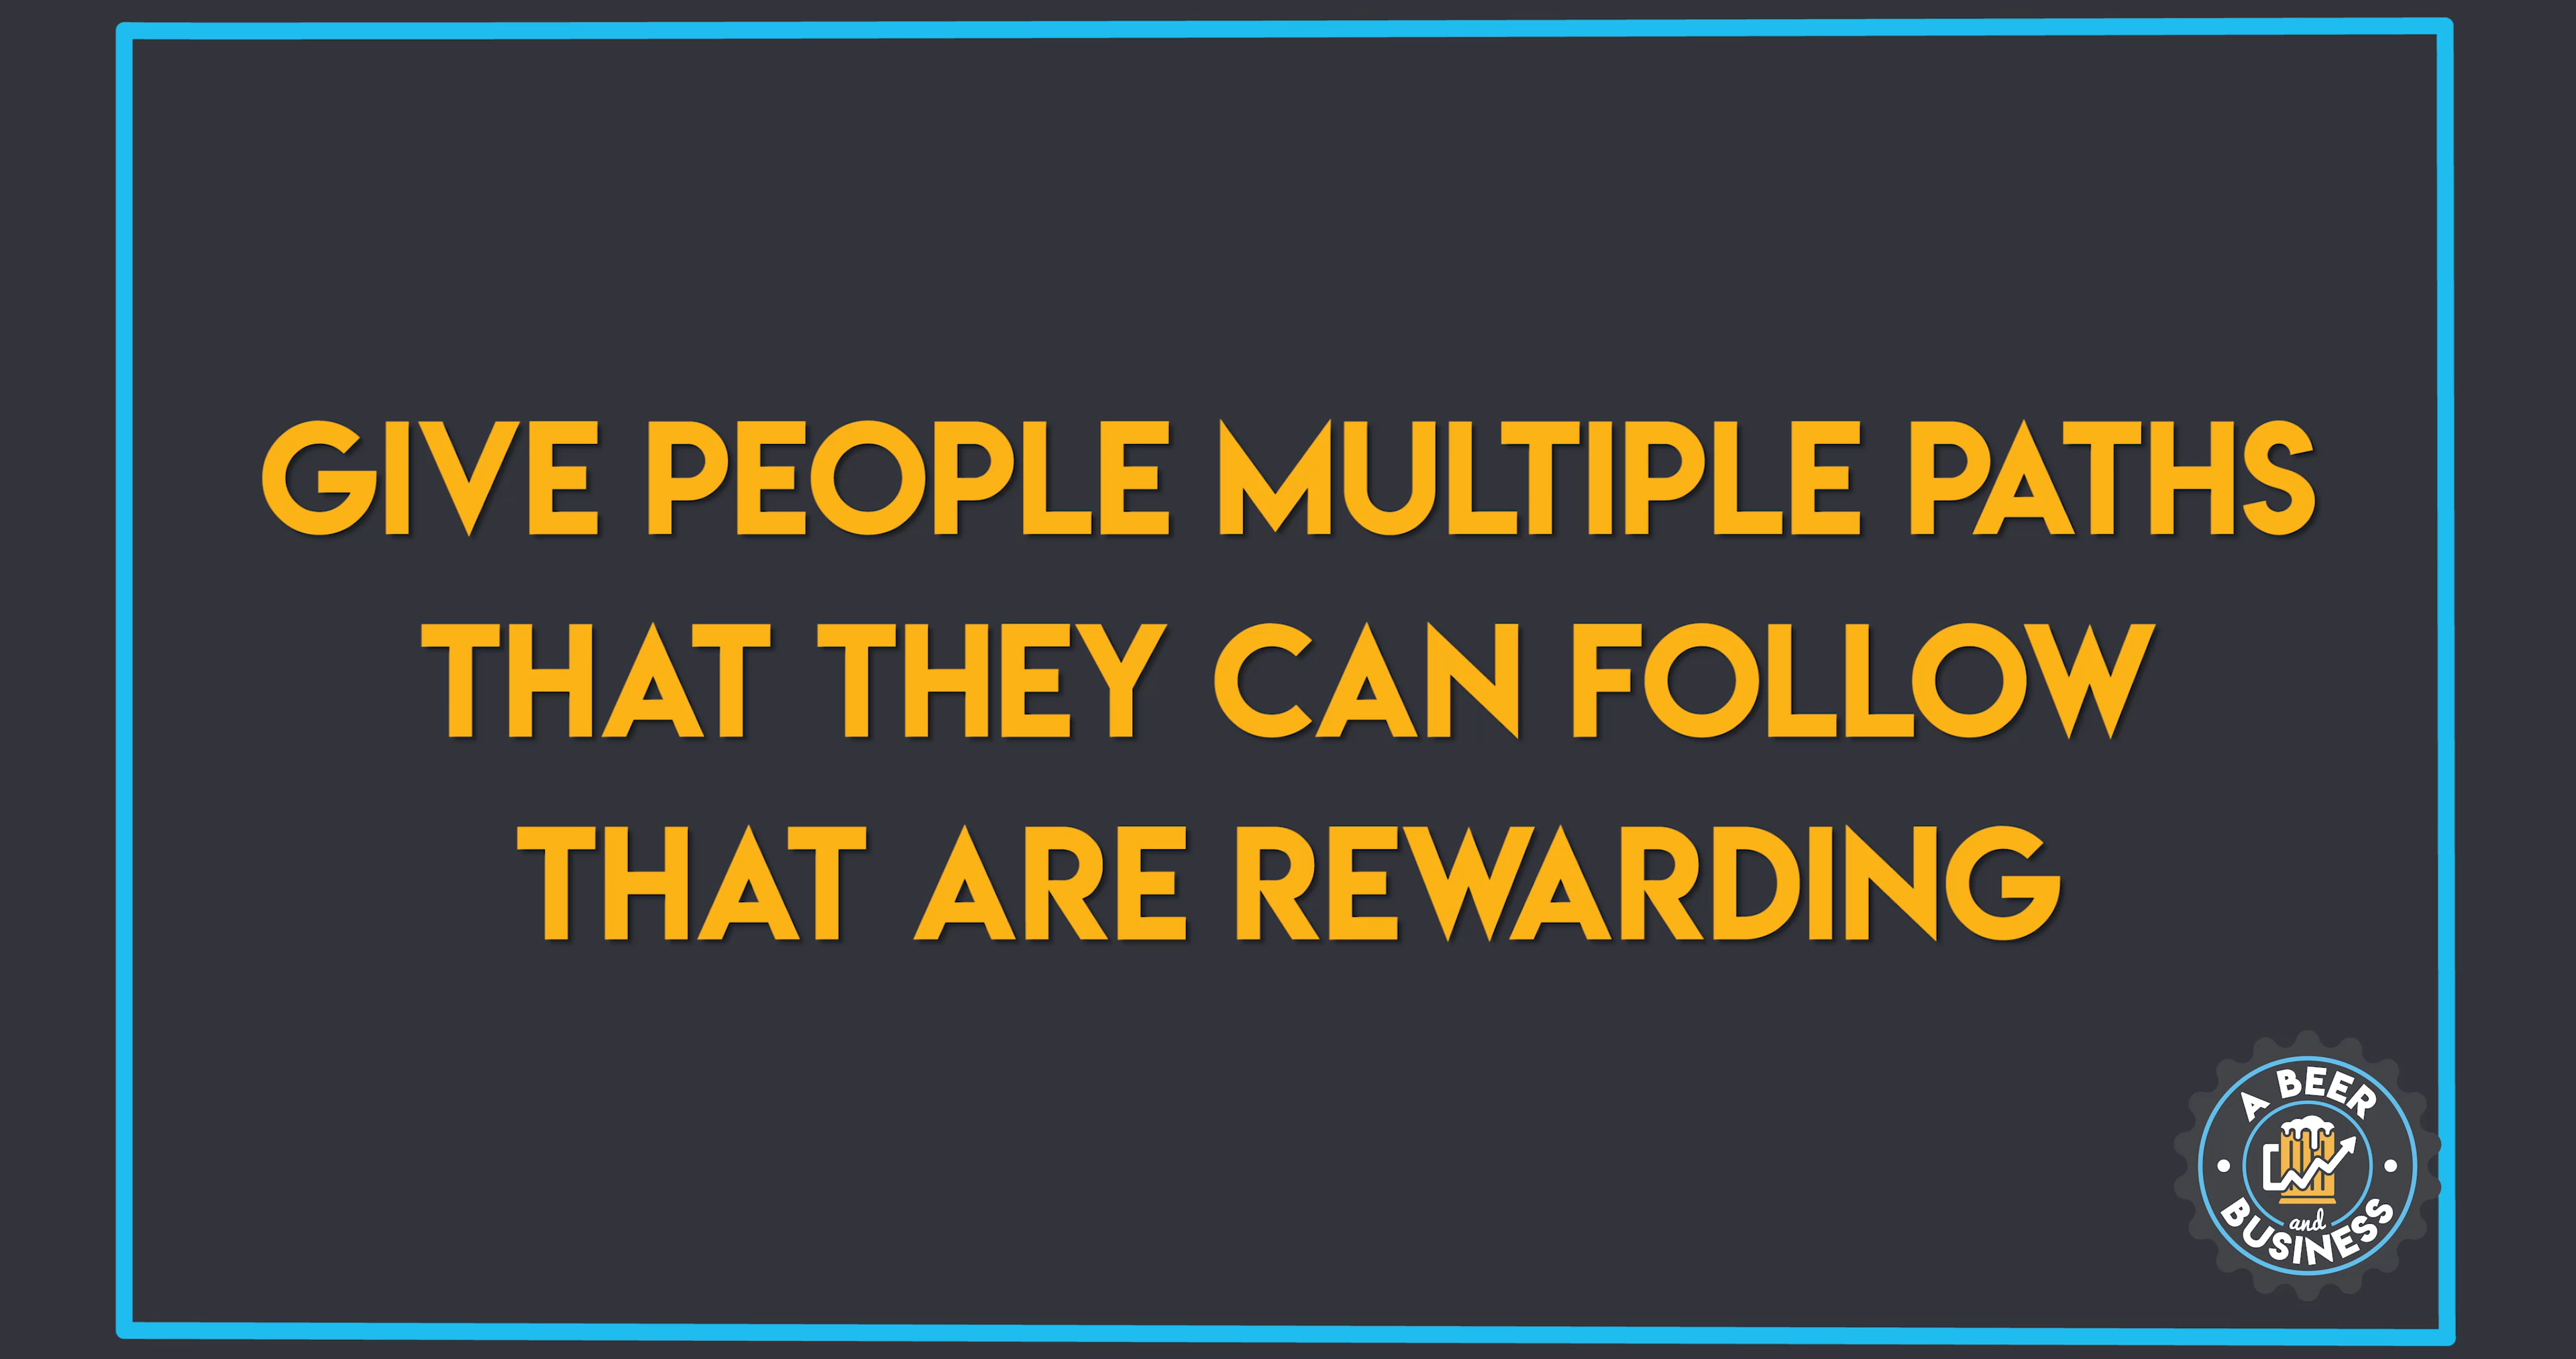 GIVE PEOPLE MULTIPLE PATHS
THAT THEY CAN FOLLOW
THAT ARE REWARDING
A BEER
and
BUSINESS